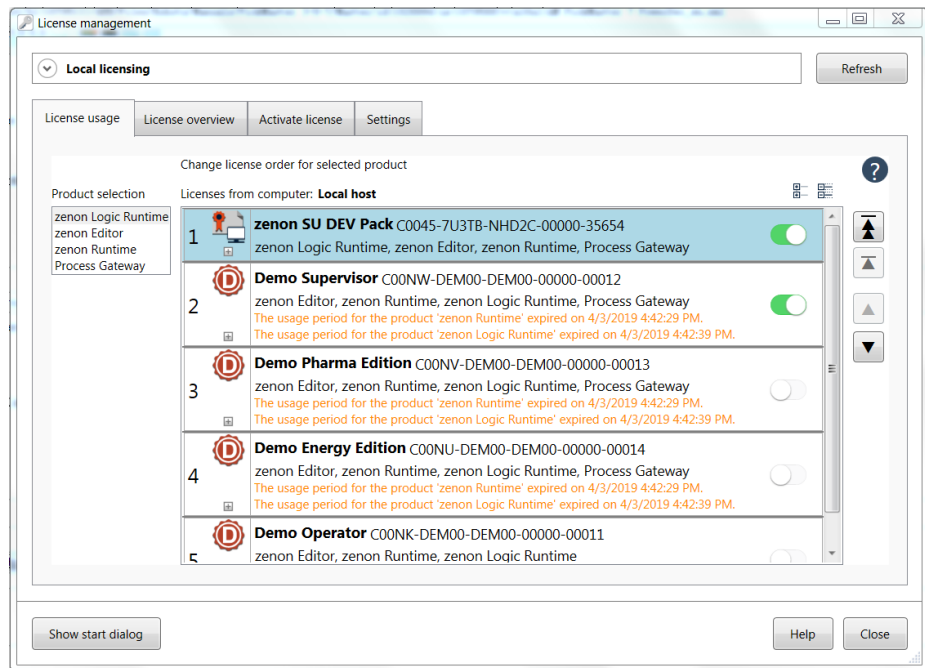 License management
Local licensing
Refresh
License usage
License overview
Activate license
Settings
Change license order for selected product
?
Product selection
Licenses from computer: Local host
zenon Logic Runtime
zenon Editor
zenon Runtime
Process Gateway
1
zenon SU DEV Pack C0045-7U3TB-NHD2C-00000-35654
zenon Logic Runtime, zenon Editor, zenon Runtime, Process Gateway
D
2
Demo Supervisor C00NW-DEM00-DEM00-00000-00012
zenon Editor, zenon Runtime, zenon Logic Runtime, Process Gateway
The usage period for the product 'zenon Runtime' expired on 4/3/2019 4:42:29 PM.
The usage period for the product 'zenon Logic Runtime' expired on 4/3/2019 4:42:39 PM.
D
3
Demo Pharma Edition C00NV-DEM00-DEM00-00000-00013
zenon Editor, zenon Runtime, zenon Logic Runtime, Process Gateway
The usage period for the product 'zenon Runtime' expired on 4/3/2019 4:42:29 PM.
The usage period for the product 'zenon Logic Runtime' expired on 4/3/2019 4:42:39 PM.
D
4
Demo Energy Edition C00NU-DEM00-DEM00-00000-00014
zenon Editor, zenon Runtime, zenon Logic Runtime, Process Gateway
The usage period for the product 'zenon Runtime' expired on 4/3/2019 4:42:29 PM.
The usage period for the product 'zenon Logic Runtime' expired on 4/3/2019 4:42:39 PM.
D
5
Demo Operator C00NK-DEM00-DEM00-00000-00011
zenon Editor, zenon Runtime, zenon Logic Runtime
Show start dialog
Help
Close